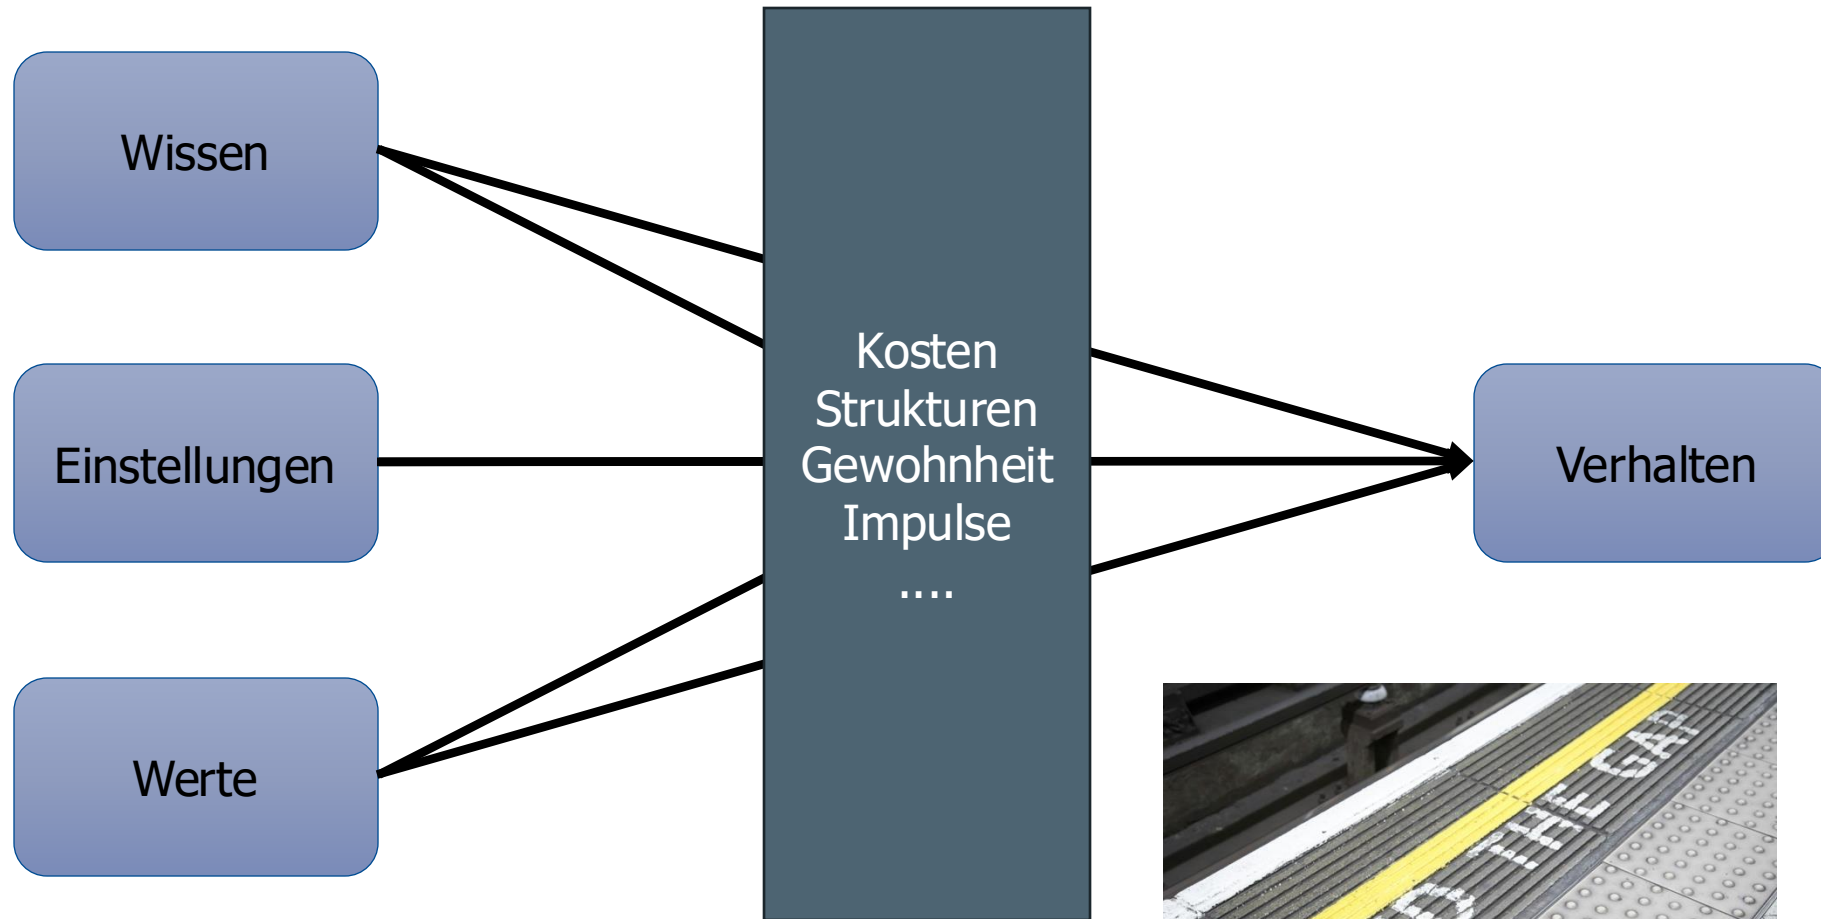 Wissen
Einstellungen
Werte
Kosten
Strukturen
Gewohnheit
Impulse
....
Verhalten
THE GAP